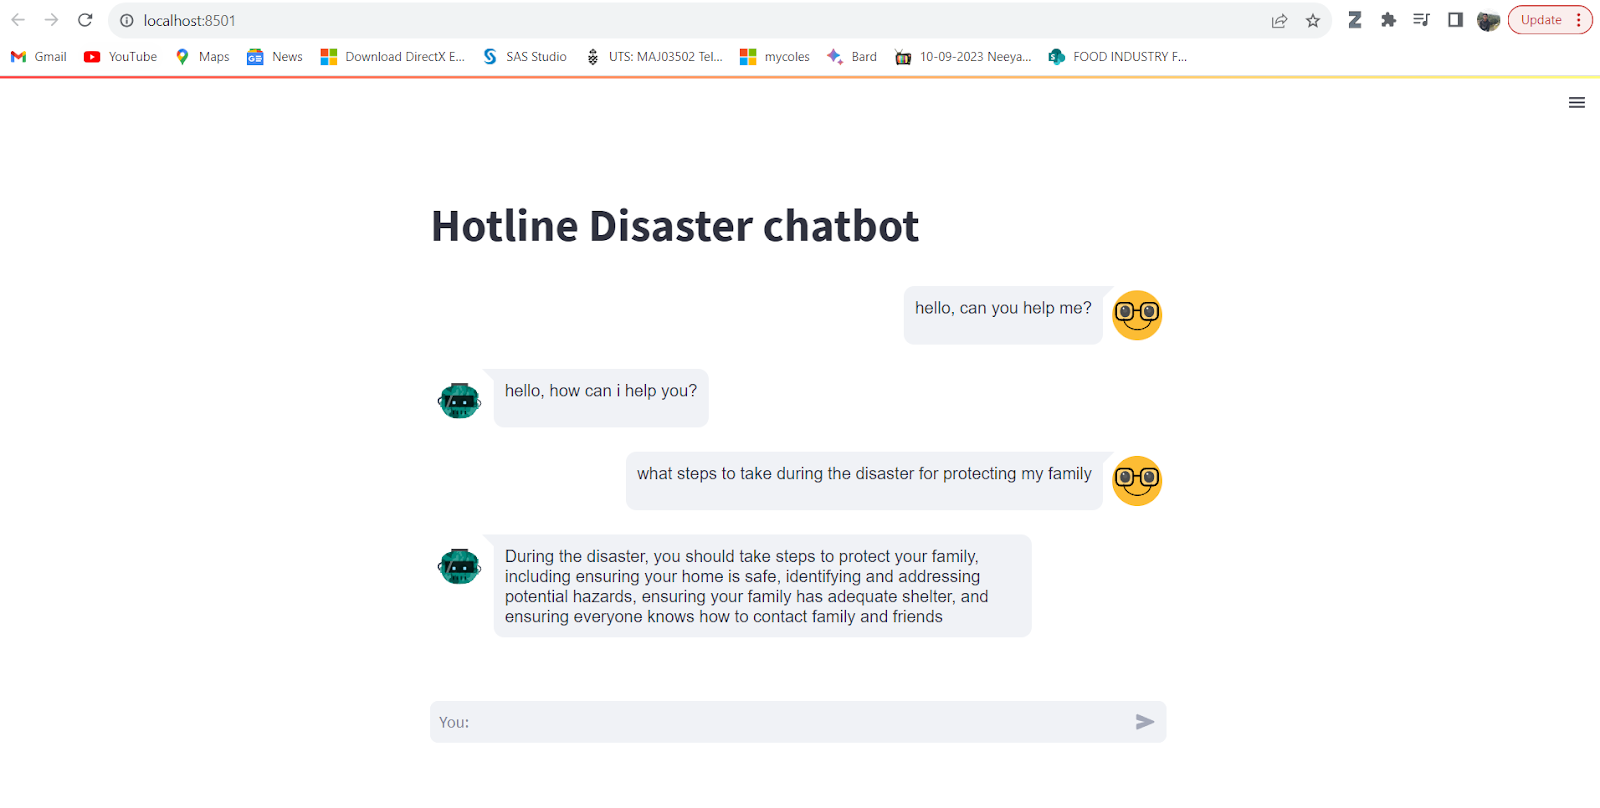 localhost:8501
Update
Gmail YouTube Maps News Download DirectX E... SAS Studio UTS: MAJ03502 Tel... mycoles Bard 10-09-2023 Neeya... FOOD INDUSTRY F...
Hotline Disaster chatbot
hello, can you help me?
hello, how can i help you?
what steps to take during the disaster for protecting my family
During the disaster, you should take steps to protect your family,
including ensuring your home is safe, identifying and addressing
potential hazards, ensuring your family has adequate shelter, and
ensuring everyone knows how to contact family and friends
You: